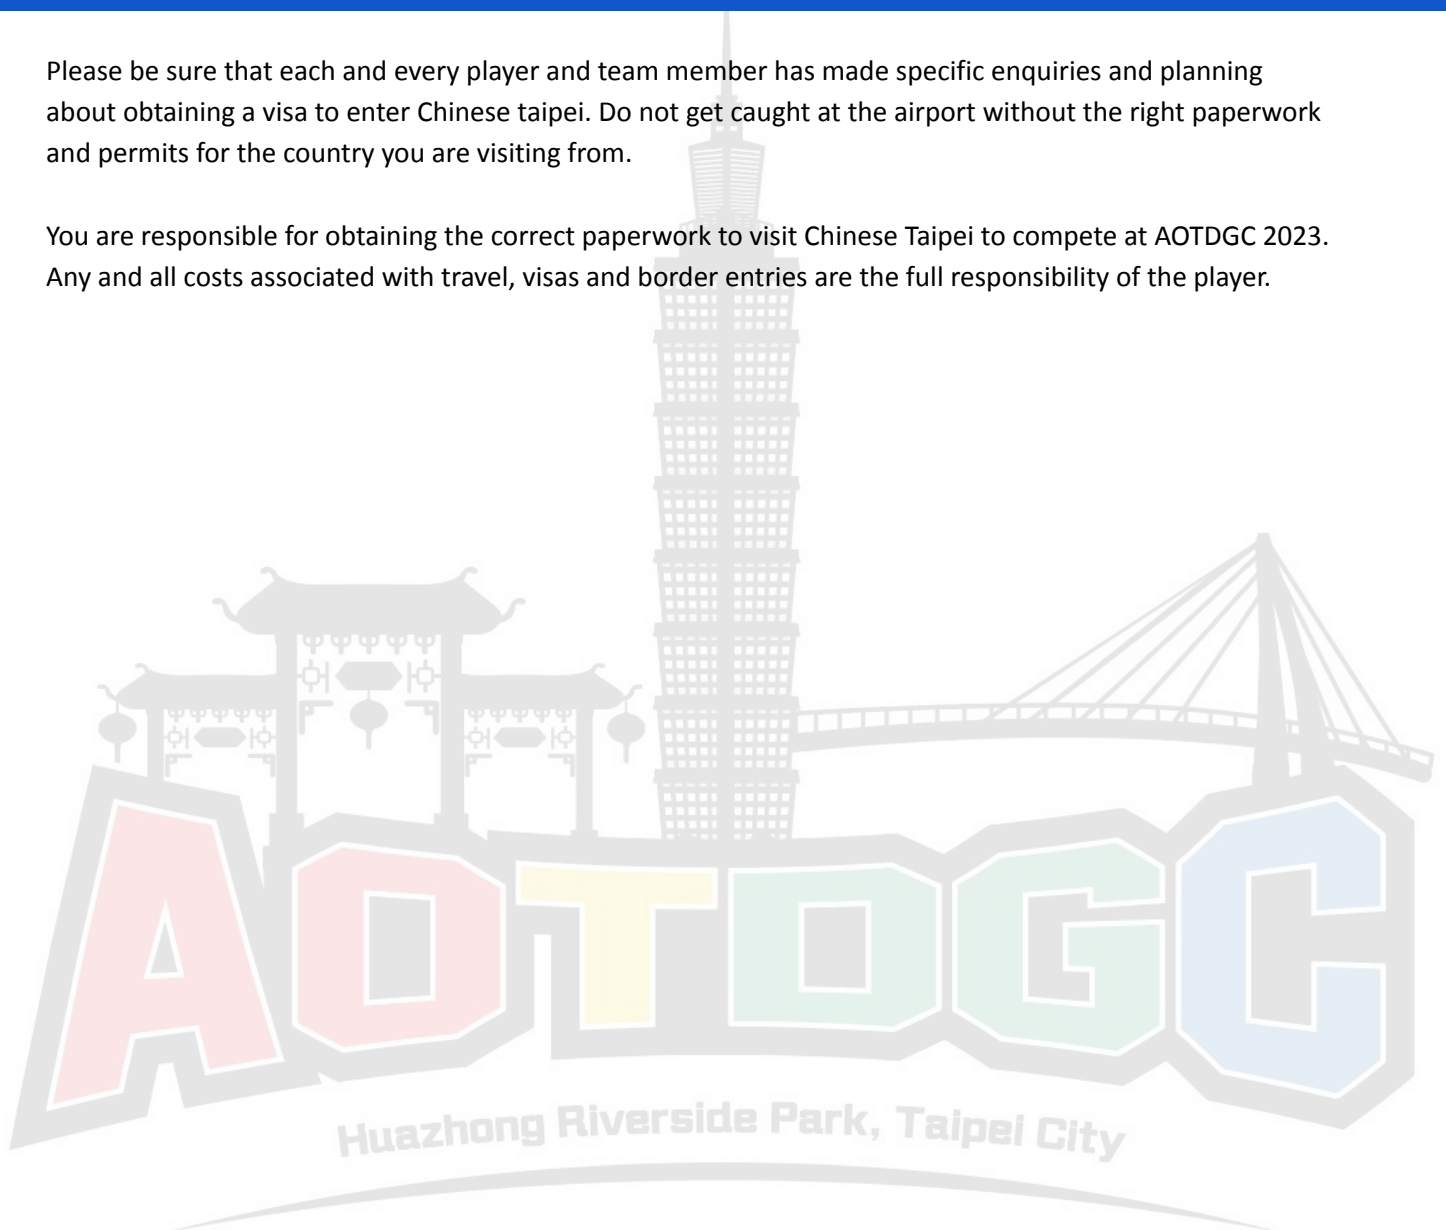 Please be sure that each and every player and team member has made specific enquiries and planning
about obtaining a visa to enter Chinese taipei. Do not get caught at the airport without the right paperwork
and permits for the country you are visiting from.
You are responsible for obtaining the correct paperwork to visit Chinese Taipei to compete at AOTDGC 2023.
Any and all costs associated with travel, visas and border entries are the full responsibility of the player.
AOTDGC
Huazhong Riverside Park, Taipei City